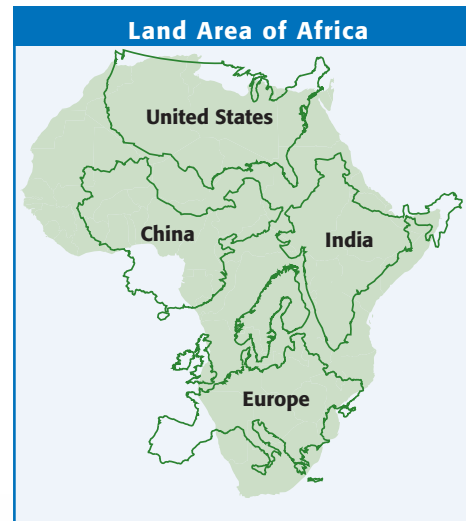 Land Area of Africa
United States
China
India
Europe